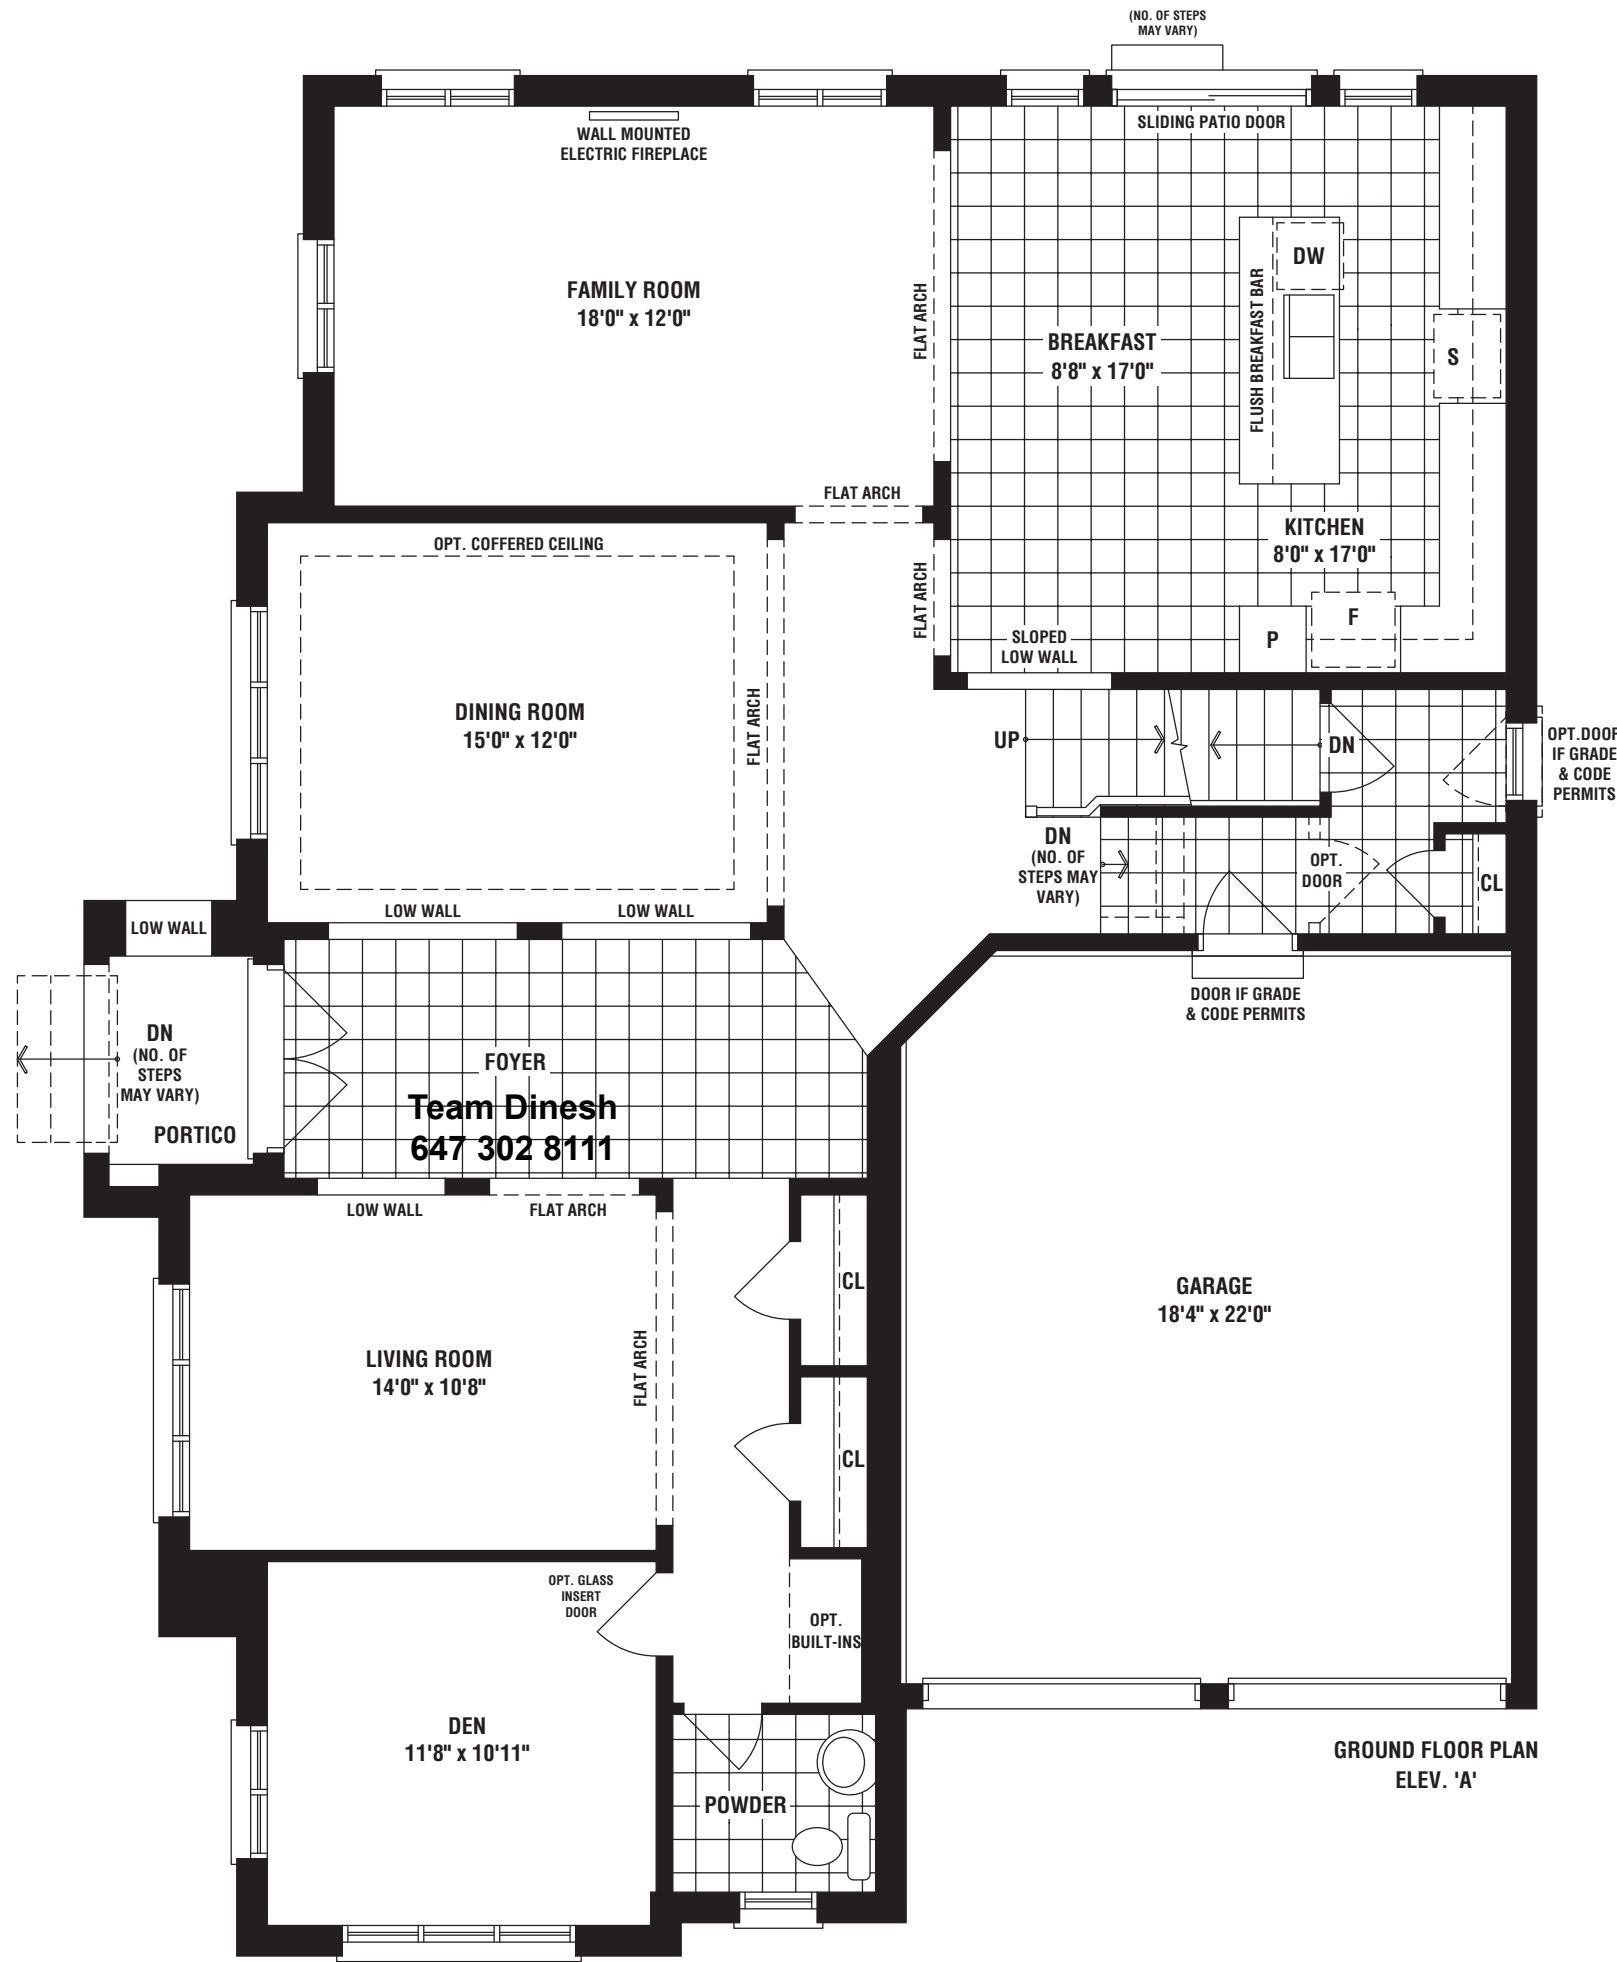 (NO. OF STEPS
MAY VARY)
SLIDING PATIO DOOR
WALL MOUNTED
ELECTRIC FIREPLACE
FAMILY ROOM
18'0" x 12'0"
FLAT ARCH
BREAKFAST
8'8" x 17'0"
FLUSH BREAKFAST BAR
DW
S
FLAT ARCH
KITCHEN
8'0" x 17'0"
OPT. COFFERED CEILING
FLAT ARCH
P
F
SLOPED
LOW WALL
DINING ROOM
15'0" x 12'0"
FLAT ARCH
UP
DN
OPT.DOOR
IF GRADE
& CODE
PERMITS
DN
(NO. OF
STEPS MAY
VARY)
OPT.
DOOR
CL
LOW WALL
LOW WALL
LOW WALL
DOOR IF GRADE
& CODE PERMITS
DN
(NO. OF
STEPS
MAY VARY)
PORTICO
FOYER
Team Dinesh
647 302 8111
LOW WALL
FLAT ARCH
CL
GARAGE
18'4" x 22'0"
LIVING ROOM
14'0" x 10'8"
FLAT ARCH
CL
OPT. GLASS
INSERT
DOOR
OPT.
BUILT-INS
DEN
11'8" x 10'11"
POWDER
GROUND FLOOR PLAN
ELEV. 'A'